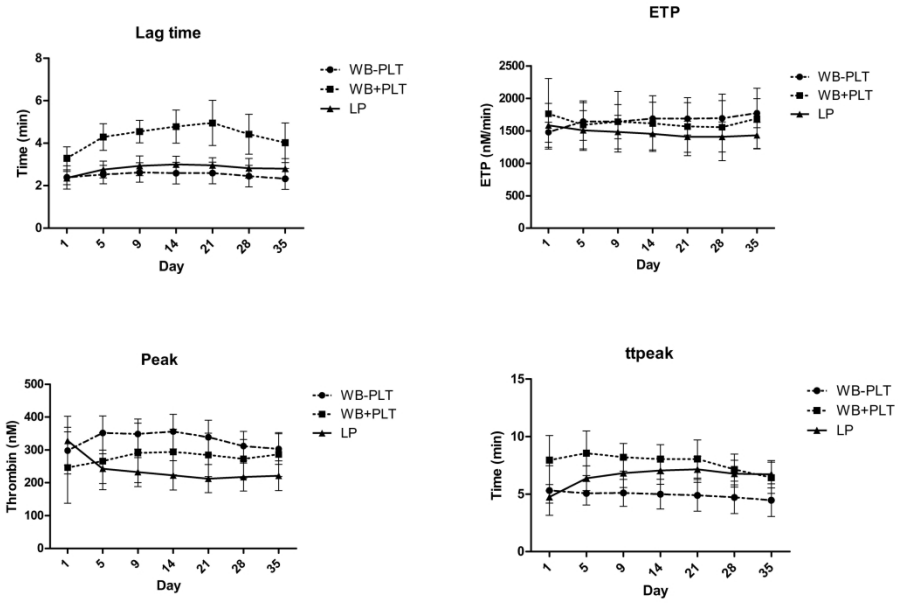 Lag time
8
6
4
2
0
Time (min)
1 5 9 14 21 28 35
Day
WB-PLT
WB+PLT
LP
ETP
2500
2000
1500
1000
500
0
ETP (nM/min)
1 5 9 14 21 28 35
Day
WB-PLT
WB+PLT
LP
Peak
500
400
300
200
100
0
Thrombin (nM)
1 5 9 14 21 28 35
Day
WB-PLT
WB+PLT
LP
ttpeak
15
10
5
0
Time (min)
1 5 9 14 21 28 35
Day
WB-PLT
WB+PLT
LP